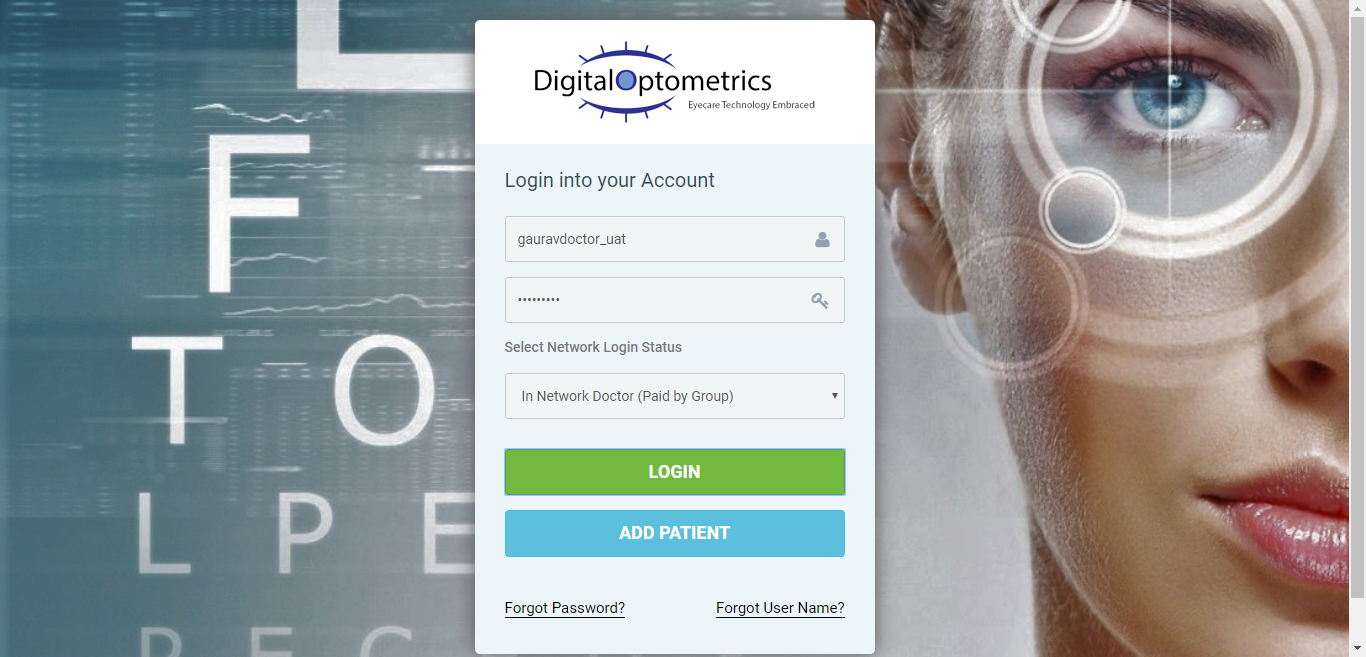 DigitalOptometrics
Eyecare Technology Embraced
Login into your Account
gauravdoctor_uat
•••••••••
Select Network Login Status
In Network Doctor (Paid by Group)
LOGIN
ADD PATIENT
Forgot Password?
Forgot User Name?
L
F
T O
L P E
P E C